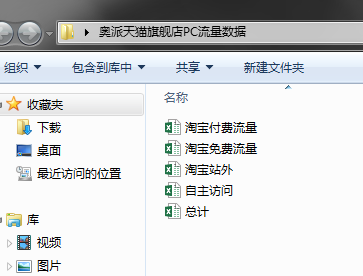 奥派天猫旗舰店PC流量数据
组织 包含到库中 共享 新建文件夹
收藏夹
下载
桌面
最近访问的位置
库
视频
图片
名称
淘宝付费流量
淘宝免费流量
淘宝站外
自主访问
总计